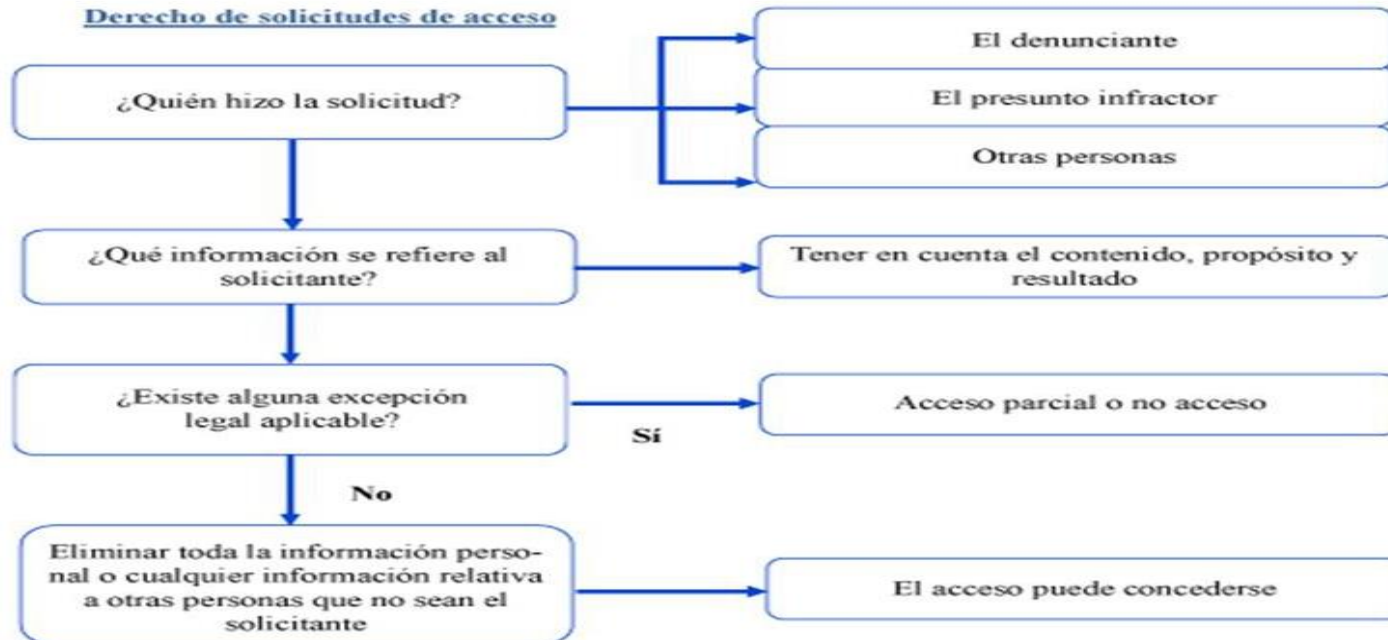 Derecho de solicitudes de acceso
¿Quién hizo la solicitud?
El denunciante
El presunto infractor
Otras personas
¿Qué información se refiere al
solicitante?
Tener en cuenta el contenido, propósito y
resultado
¿Existe alguna excepción
legal aplicable?
Sí
Acceso parcial o no acceso
No
Eliminar toda la información perso-
nal o cualquier información relativa
a otras personas que no sean el
solicitante
El acceso puede concederse